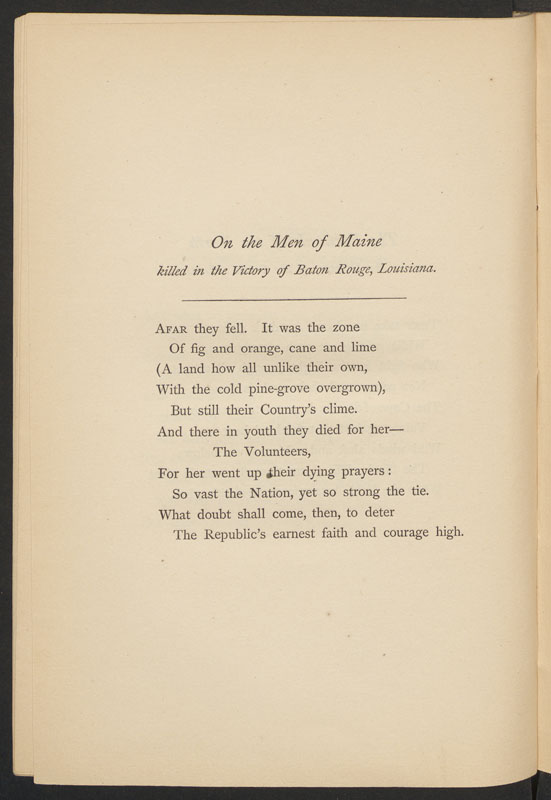 On the Men of Maine
killed in the Victory of Baton Rouge, Louisiana.
AFAR they fell. It was the zone
Of fig and orange, cane and lime
(A land how all unlike their own,
With the cold pine-grove overgrown),
But still their Country's clime.
And there in youth they died for her—
The Volunteers,
For her went up their dying prayers:
So vast the Nation, yet so strong the tie.
What doubt shall come, then, to deter
The Republic's earnest faith and courage high.